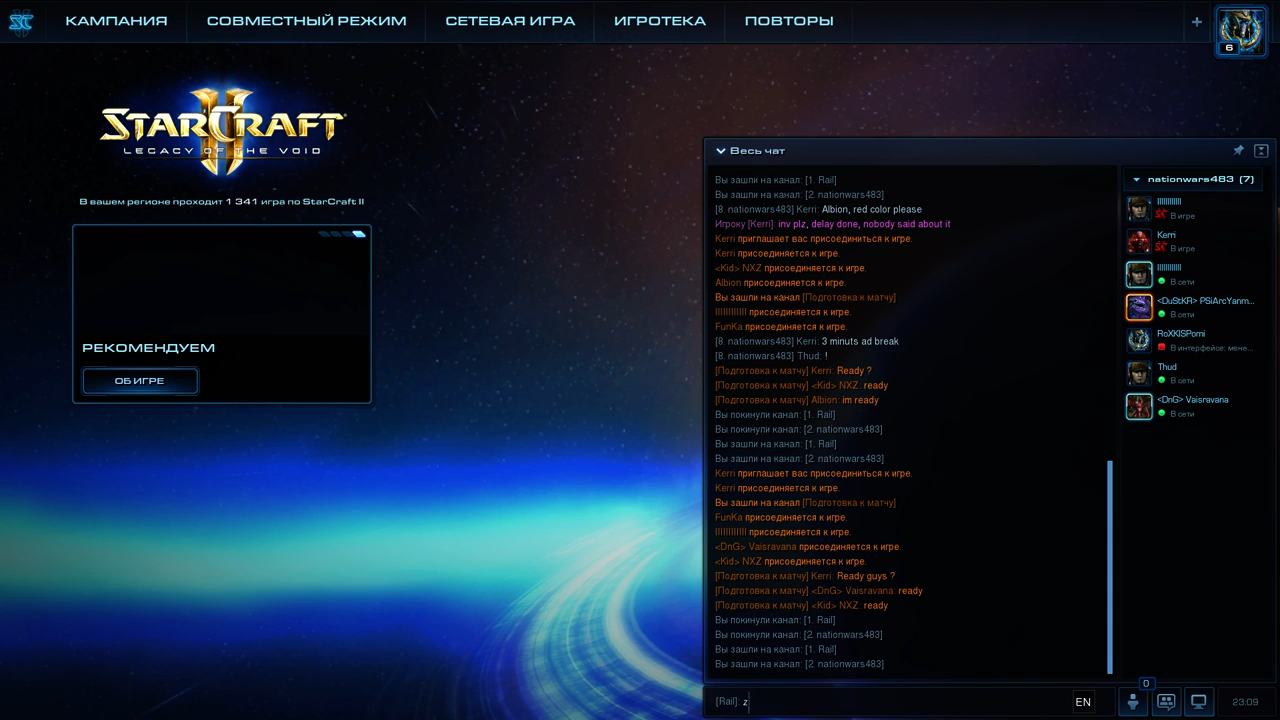 КАМПАНИЯ СОВМЕСТНЫЙ РЕЖИМ СЕТЕВАЯ ИГРА ИГРОТЕКА ПОВТОРЫ +
6
STARCRAFT
II
LEGACY OF THE VOID
В вашем регионе проходит 1 341 игра по StarCraft II
РЕКОМЕНДУЕМ
ОБ ИГРЕ
Весь чат
Вы зашли на канал: [1. Rail]
Вы зашли на канал: [2. nationwars483]
[8. nationwars483] Kerri: Albion, red color please
Игроку [Kerri]: inv plz, delay done, nobody said about it
Kerri приглашает вас присоединиться к игре.
Kerri присоединяется к игре.
<Kid> NXZ присоединяется к игре.
Albion присоединяется к игре.
Вы зашли на канал [Подготовка к матчу]
IIIIIIIIIIII присоединяется к игре.
FunKa присоединяется к игре.
[8. nationwars483] Kerri: 3 minuts ad break
[8. nationwars483] Thud: !
[Подготовка к матчу] Kerri: Ready ?
[Подготовка к матчу] <Kid> NXZ: ready
[Подготовка к матчу] Albion: im ready
Вы покинули канал: [1. Rail]
Вы покинули канал: [2. nationwars483]
Вы зашли на канал: [1. Rail]
Вы зашли на канал: [2. nationwars483]
Kerri приглашает вас присоединиться к игре.
Kerri присоединяется к игре.
Вы зашли на канал [Подготовка к матчу]
FunKa присоединяется к игре.
IIIIIIIIIIII присоединяется к игре.
<DnG> Vaisravana присоединяется к игре.
<Kid> NXZ присоединяется к игре.
[Подготовка к матчу] Kerri: Ready guys ?
[Подготовка к матчу] <DnG> Vaisravana: ready
[Подготовка к матчу] <Kid> NXZ: ready
Вы покинули канал: [1. Rail]
Вы покинули канал: [2. nationwars483]
Вы зашли на канал: [1. Rail]
Вы зашли на канал: [2. nationwars483]
[Rail]: z
EN
nationwars483 (7)
IIIIIIIIIIII
В игре
Kerri
В игре
IIIIIIIIIIII
В сети
<DuStKR> PSiArcYanm...
В сети
RoXKISPomi
В интерфейсе: мене...
Thud
В сети
<DnG> Vaisravana
В сети
0
23:09